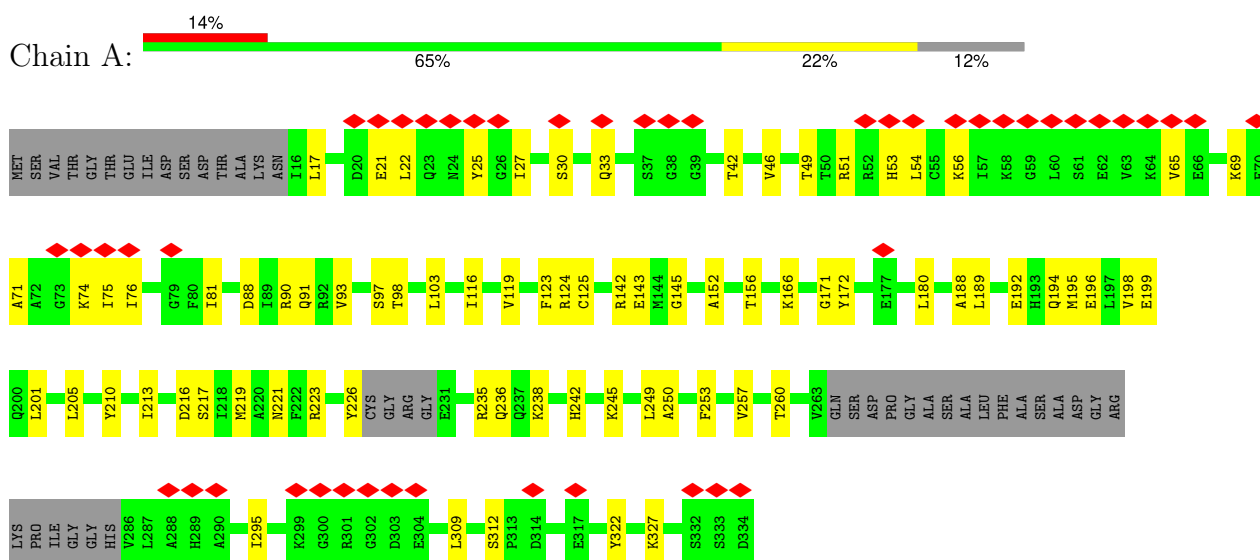 14%
Chain A:
65% 22% 12%
MET SER VAL THR GLY THR GLU ILE ASP SER ASP THR ALA LYS ASN I16 L17 D20 E21 L22 Q23 N24 Y25 G26 I27 S30 Q33 S37 G38 G39 T42 V46 T49 T50 R51 R52 H53 L54 C55 K56 I57 K58 G59 L60 S61 E62 V63 K64 V65 E66 K69 E70
A71 A72 G73 K74 I75 I76 G79 F80 I81 D88 I89 R90 Q91 R92 V93 S97 T98 L103 I116 V119 F123 R124 C125 R142 E143 M144 G145 A152 T156 K166 G171 Y172 E177 L180 A188 L189 E192 H193 Q194 M195 E196 L197 V198 E199
Q200 L201 L205 Y210 I213 D216 S217 I218 M219 A220 N221 F222 R223 Y226 CYS GLY ARG GLY E231 R235 Q236 Q237 K238 H242 K245 L249 A250 F253 V257 T260 V263 GLN SER ASP PRO GLY ALA SER ALA LEU PHE ALA SER ALA ASP GLY ARG
LYS PRO ILE GLY GLY HIS V286 L287 A288 H289 A290 I295 K299 G300 R301 G302 D303 E304 L309 S312 P313 D314 E317 Y322 K327 S332 S333 D334